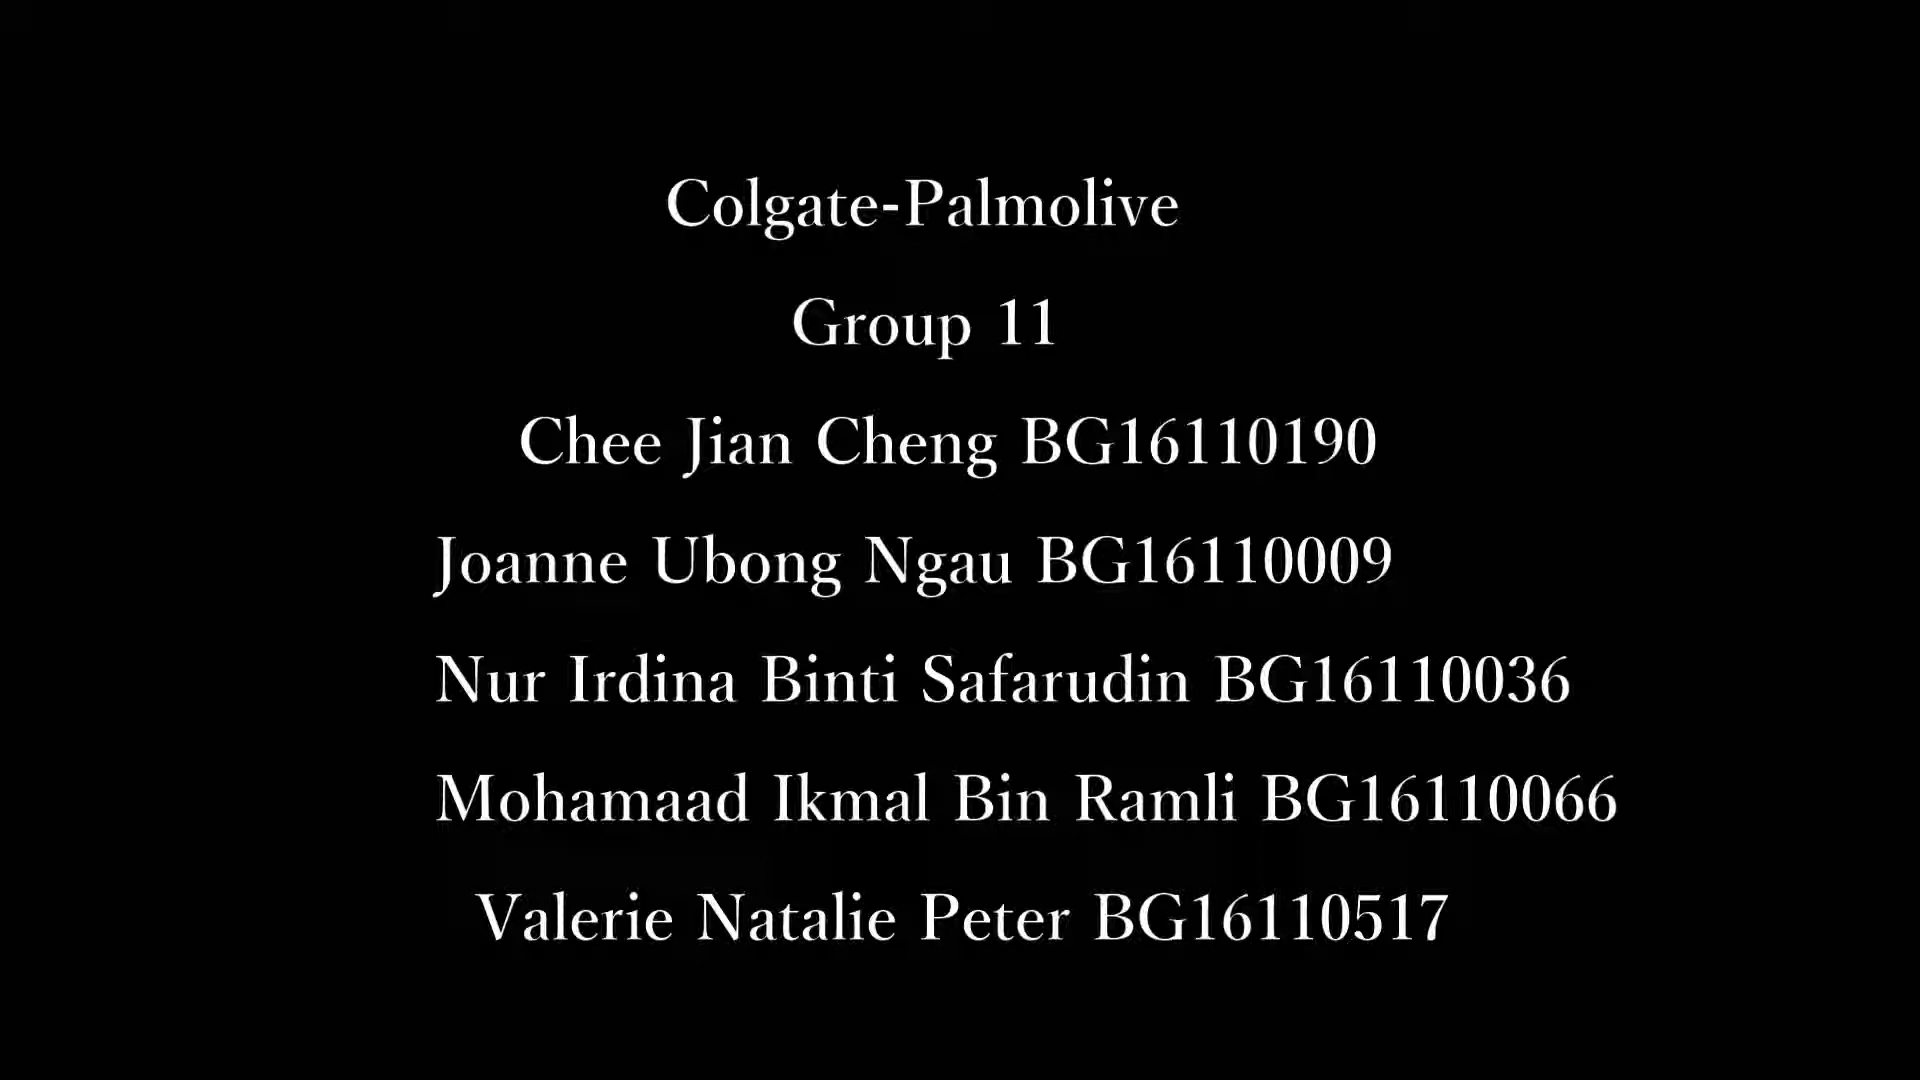 Colgate-Palmolive
Group 11
Chee Jian Cheng BG16110190
Joanne Ubong Ngau BG16110009
Nur Irdina Binti Safarudin BG16110036
Mohamaad Ikmal Bin Ramli BG16110066
Valerie Natalie Peter BG16110517